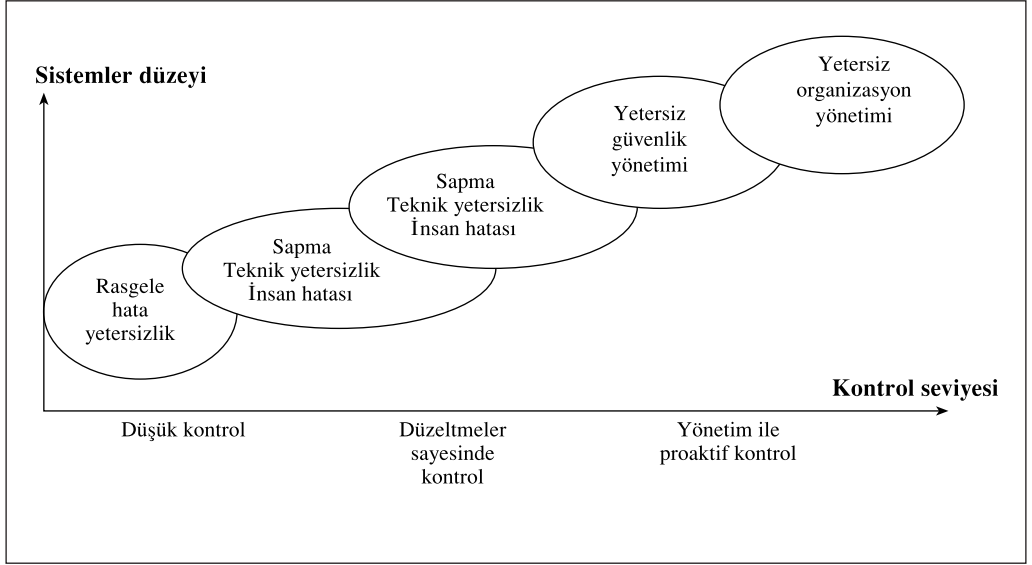 Sistemler düzeyi
Yetersiz
organizasyon
yönetimi
Yetersiz
güvenlik
yönetimi
Sapma
Teknik yetersizlik
İnsan hatası
Sapma
Teknik yetersizlik
İnsan hatası
Rasgele
hata
yetersizlik
Kontrol seviyesi
Düşük kontrol
Düzeltmeler
sayesinde
kontrol
Yönetim ile
proaktif kontrol